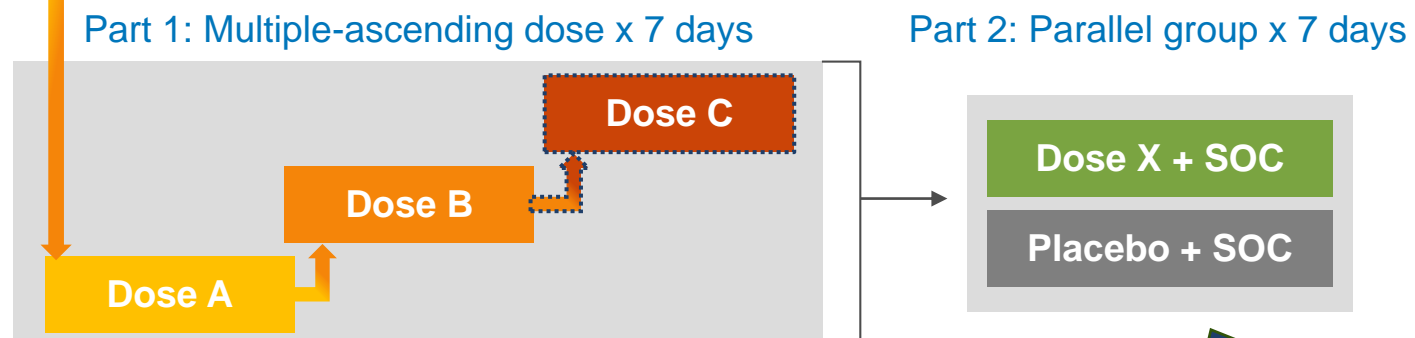 Part 1: Multiple-ascending dose x 7 days
Part 2: Parallel group x 7 days
Dose C
Dose B
Dose A
Dose X + SOC
Placebo + SOC